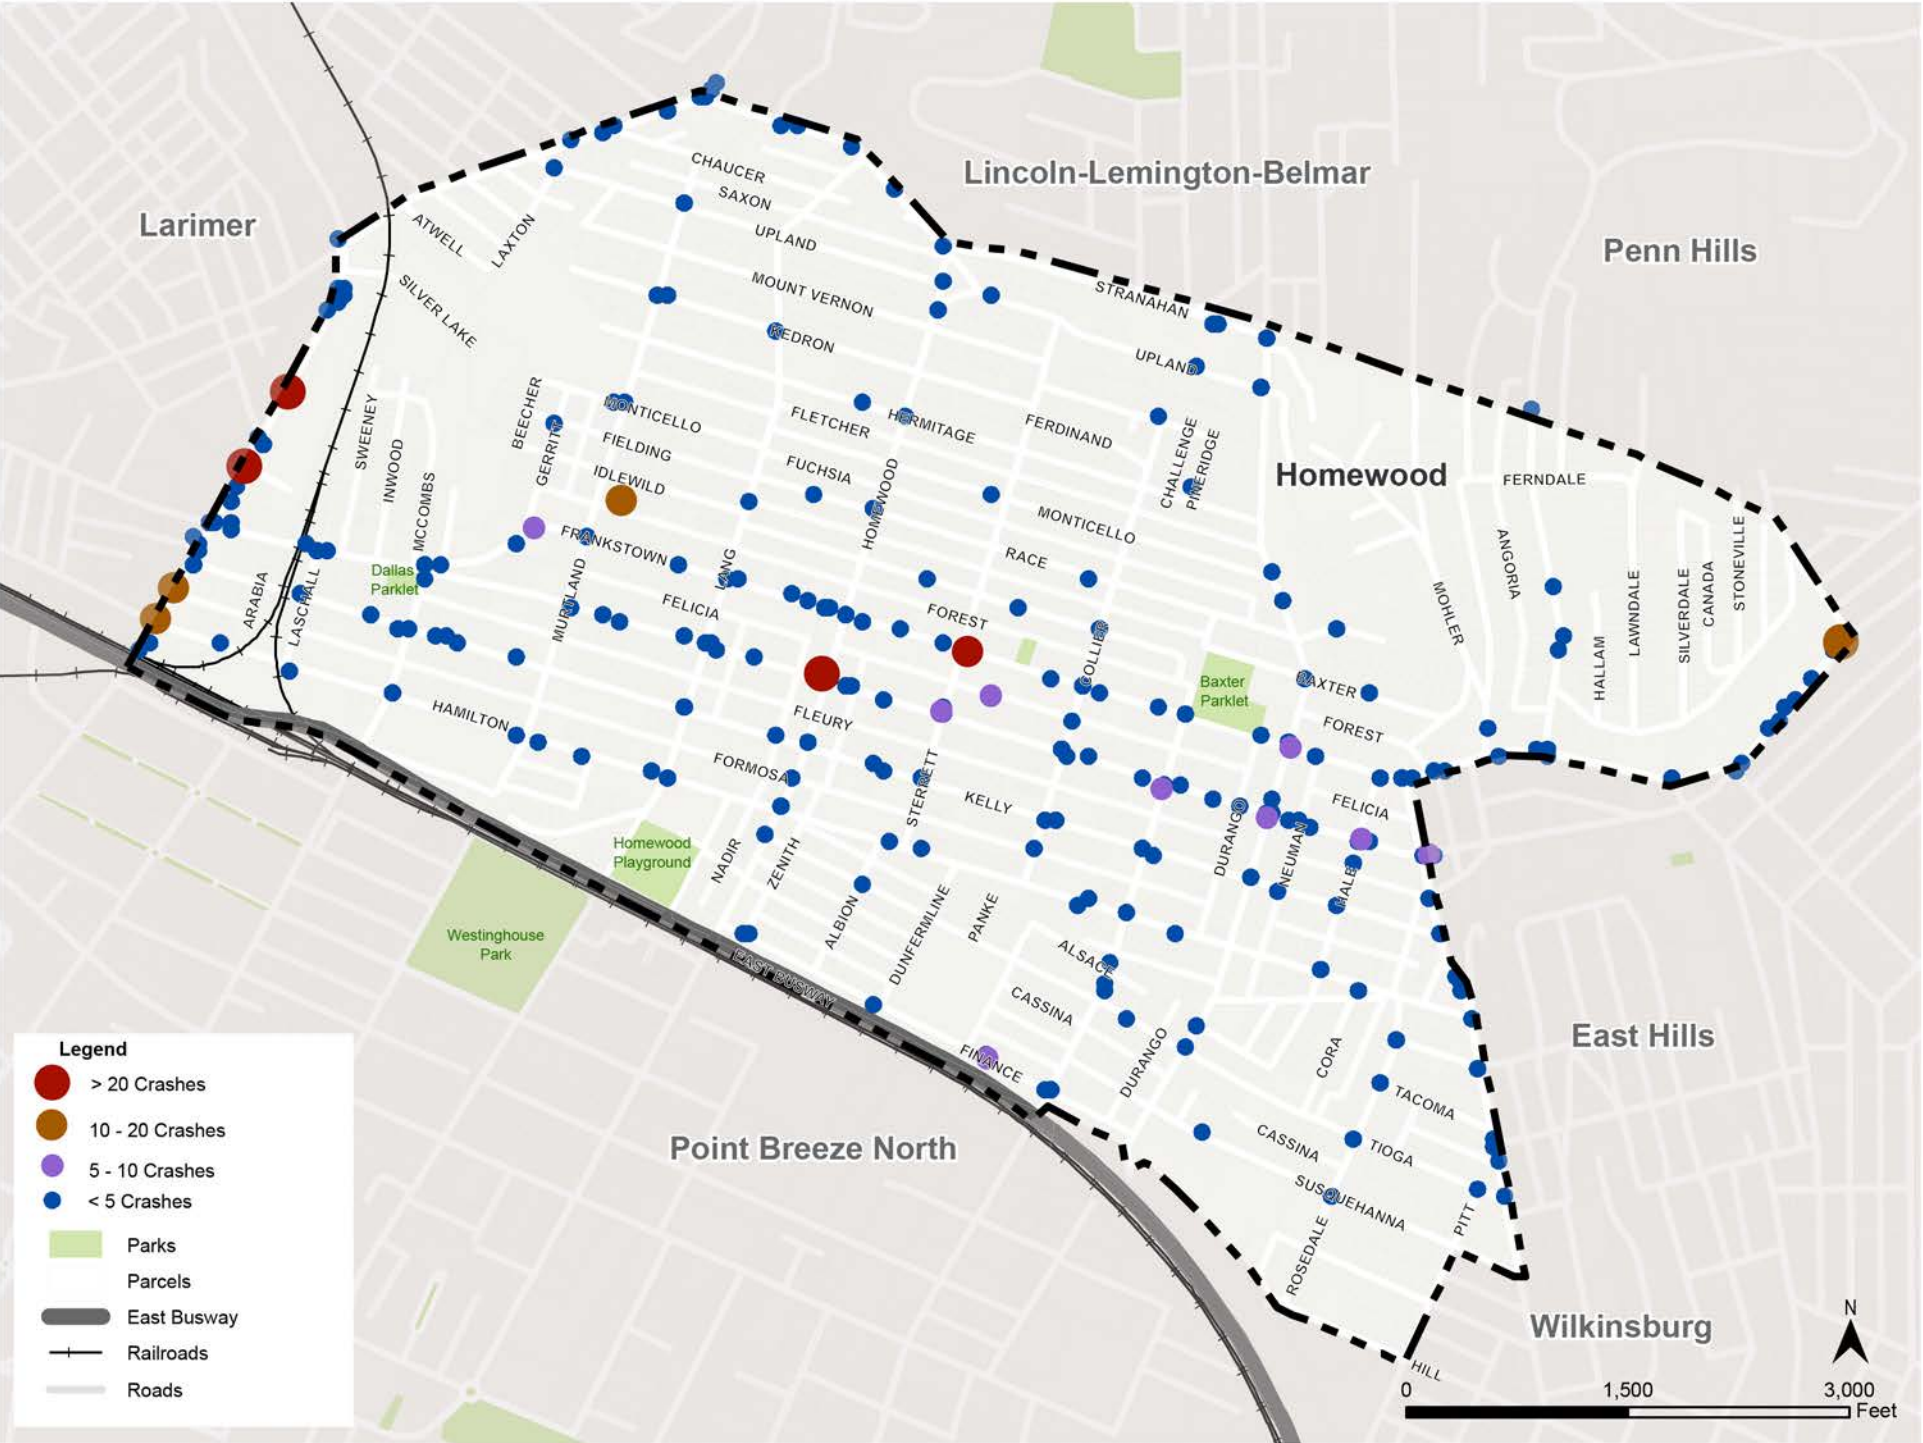 Lincoln-Lemington-Belmar
Larimer
Penn Hills
CHAUCER
SAXON
ATWELL
LAXTON
UPLAND
SILVER LAKE
MOUNT VERNON
STRANAHAN
KEDRON
UPLAND
BEECHER
SWEENEY
MONTICELLO
FLETCHER
HERMITAGE
FERDINAND
GERRITT
FIELDING
INWOOD
FUCHSIA
CHALLENGE
PINERIDGE
Homewood
FERNDALE
IDLEWILD
MCCOMBS
HOMEWOOD
MONTICELLO
STONEVILLE
FRANKSTOWN
ANGORIA
RACE
LANG
Dallas
Parklet
ARABIA
LASCHALL
MURTLAND
FELICIA
FOREST
MOHLER
LAWNDALE
SILVERDALE
CANADA
COLLIER
HALLAM
Baxter
Parklet
BAXTER
HAMILTON
FLEURY
FOREST
FORMOSA
STERRETT
KELLY
FELICIA
DURANGO
NEUMAN
Homewood
Playground
NADIR
ZENITH
HALE
ALBION
DUNFERMLINE
PANKE
Westinghouse
Park
EAST BUSWAY
ALSACE
CASSINA
FINANCE
DURANGO
CORA
East Hills
TACOMA
Point Breeze North
CASSINA
TIOGA
SUSQUEHANNA
ROSEDALE
PITT
Wilkinsburg
HILL
Legend
> 20 Crashes
10 - 20 Crashes
5 - 10 Crashes
< 5 Crashes
Parks
Parcels
East Busway
Railroads
Roads
N
0 1,500 3,000
Feet